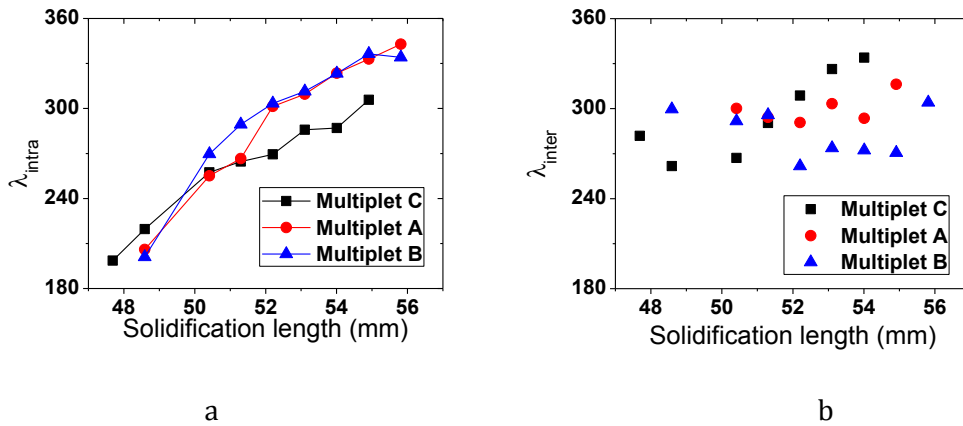 360
300
240
180
λintra
Multiplet C
Multiplet A
Multiplet B
48 50 52 54 56
Solidification length (mm)
a
360
300
240
180
λinter
Multiplet C
Multiplet A
Multiplet B
48 50 52 54 56
Solidification length (mm)
b